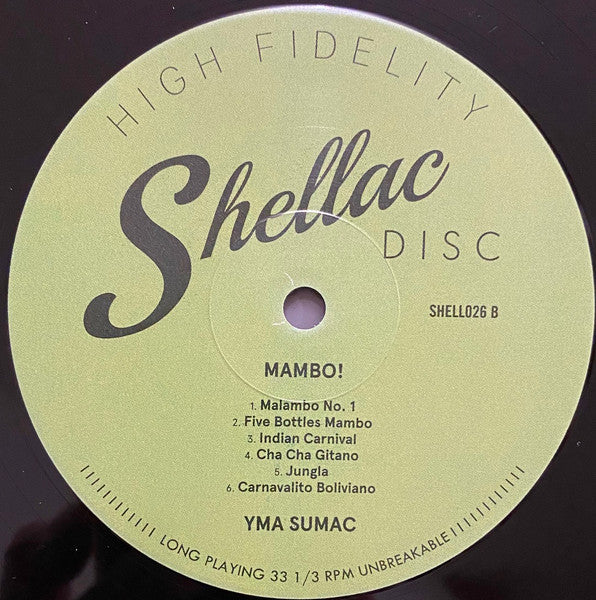 HIGH FIDELITY
Shellac
DISC
SHELL026 B
MAMBO!
1. Malambo No. 1
2. Five Bottles Mambo
3. Indian Carnival
4. Cha Cha Gitano
5. Jungla
6. Carnavalito Boliviano
YMA SUMAC
LONG PLAYING 33 1/3 RPM UNBREAKABLE